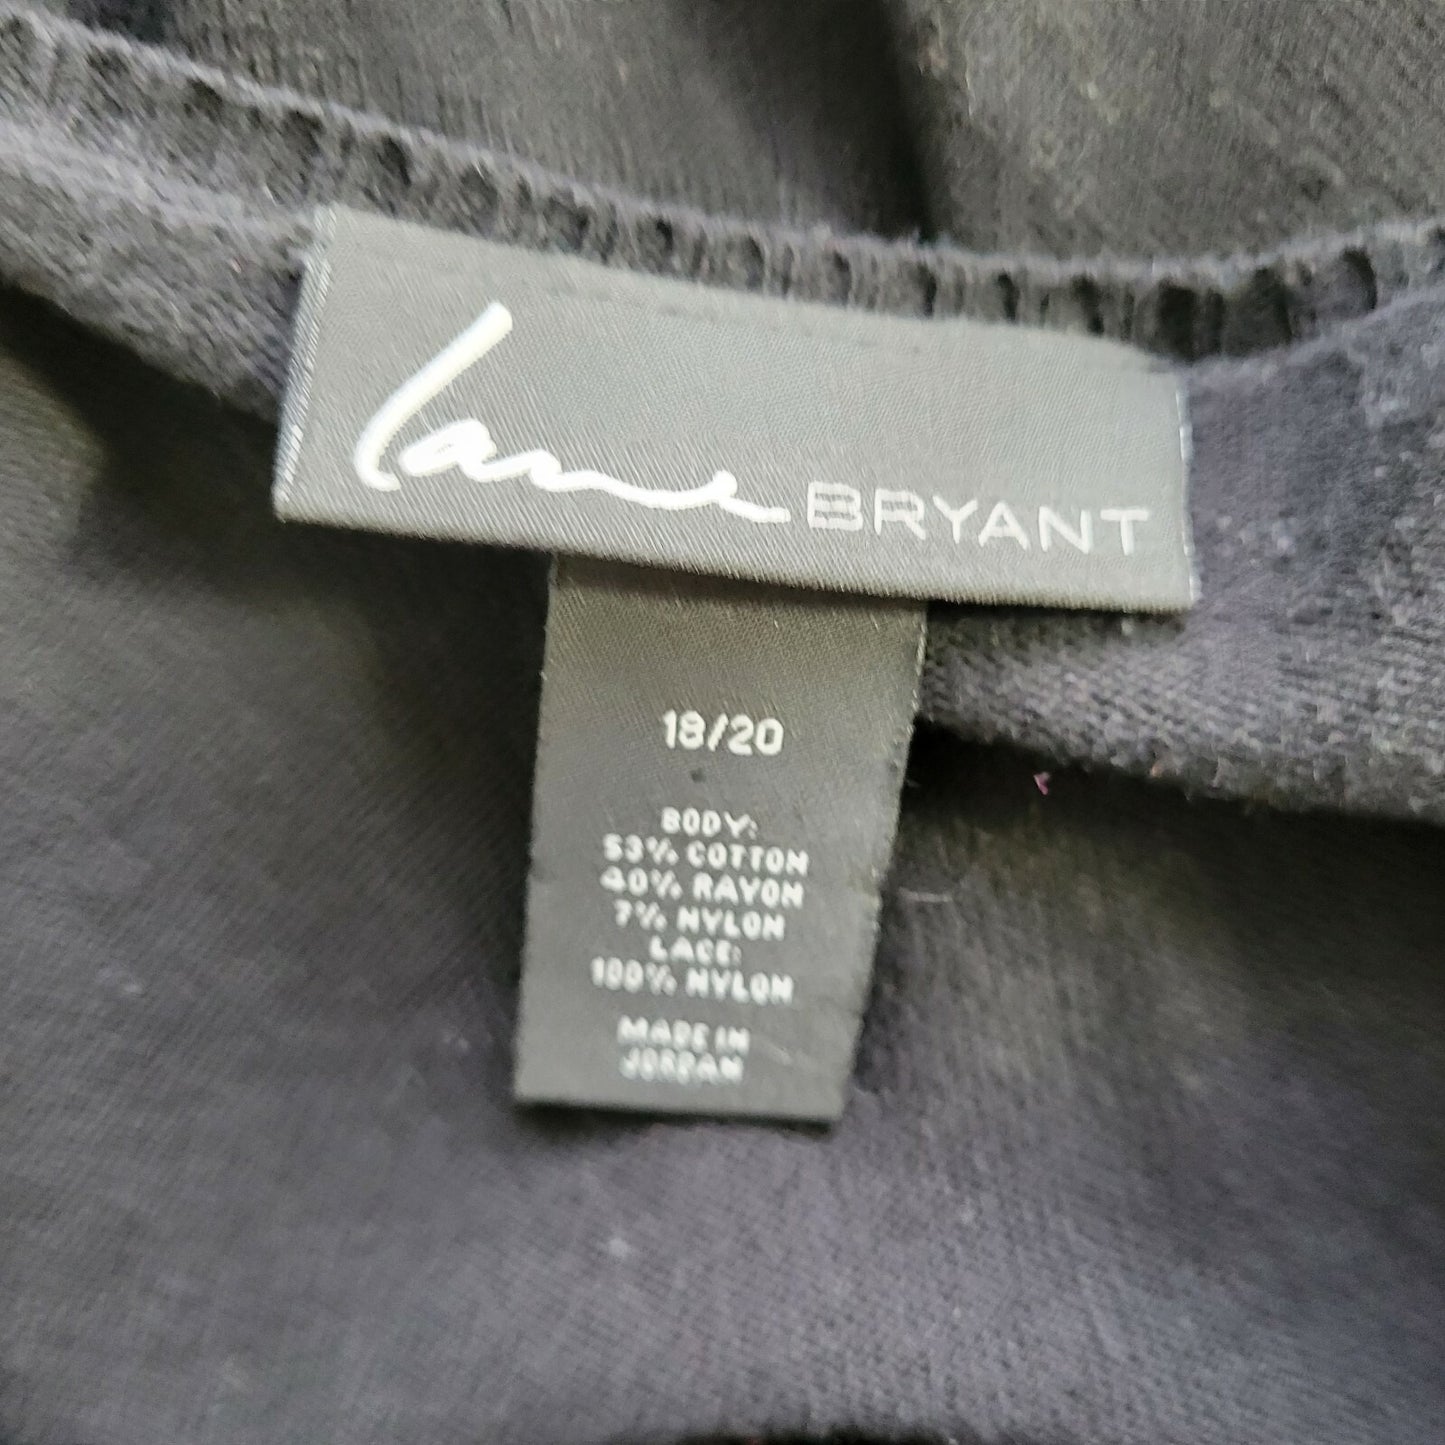 Lane BRYANT
18/20
BODY:
53% COTTON
40% RAYON
7% NYLON
LACE:
100% NYLON
MADE IN
JORDAN